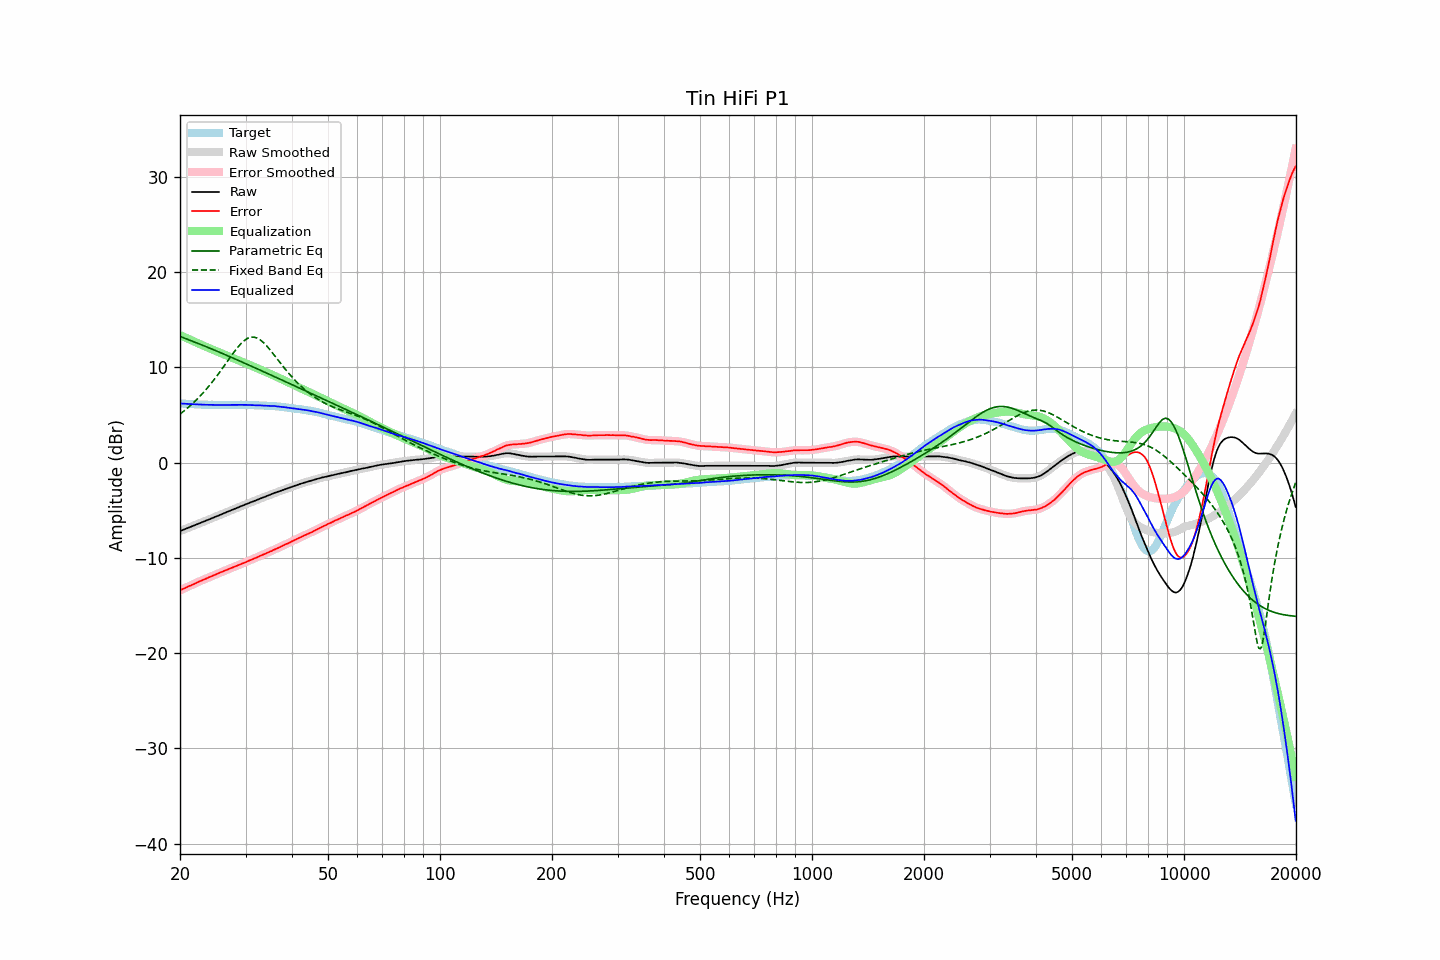 Tin HiFi P1
Target
Raw Smoothed
Error Smoothed
Raw
Error
Equalization
Parametric Eq
Fixed Band Eq
Equalized
Amplitude (dBr)
30
20
10
0
−10
−20
−30
−40
20 50 100 200 500 1000 2000 5000 10000 20000
Frequency (Hz)